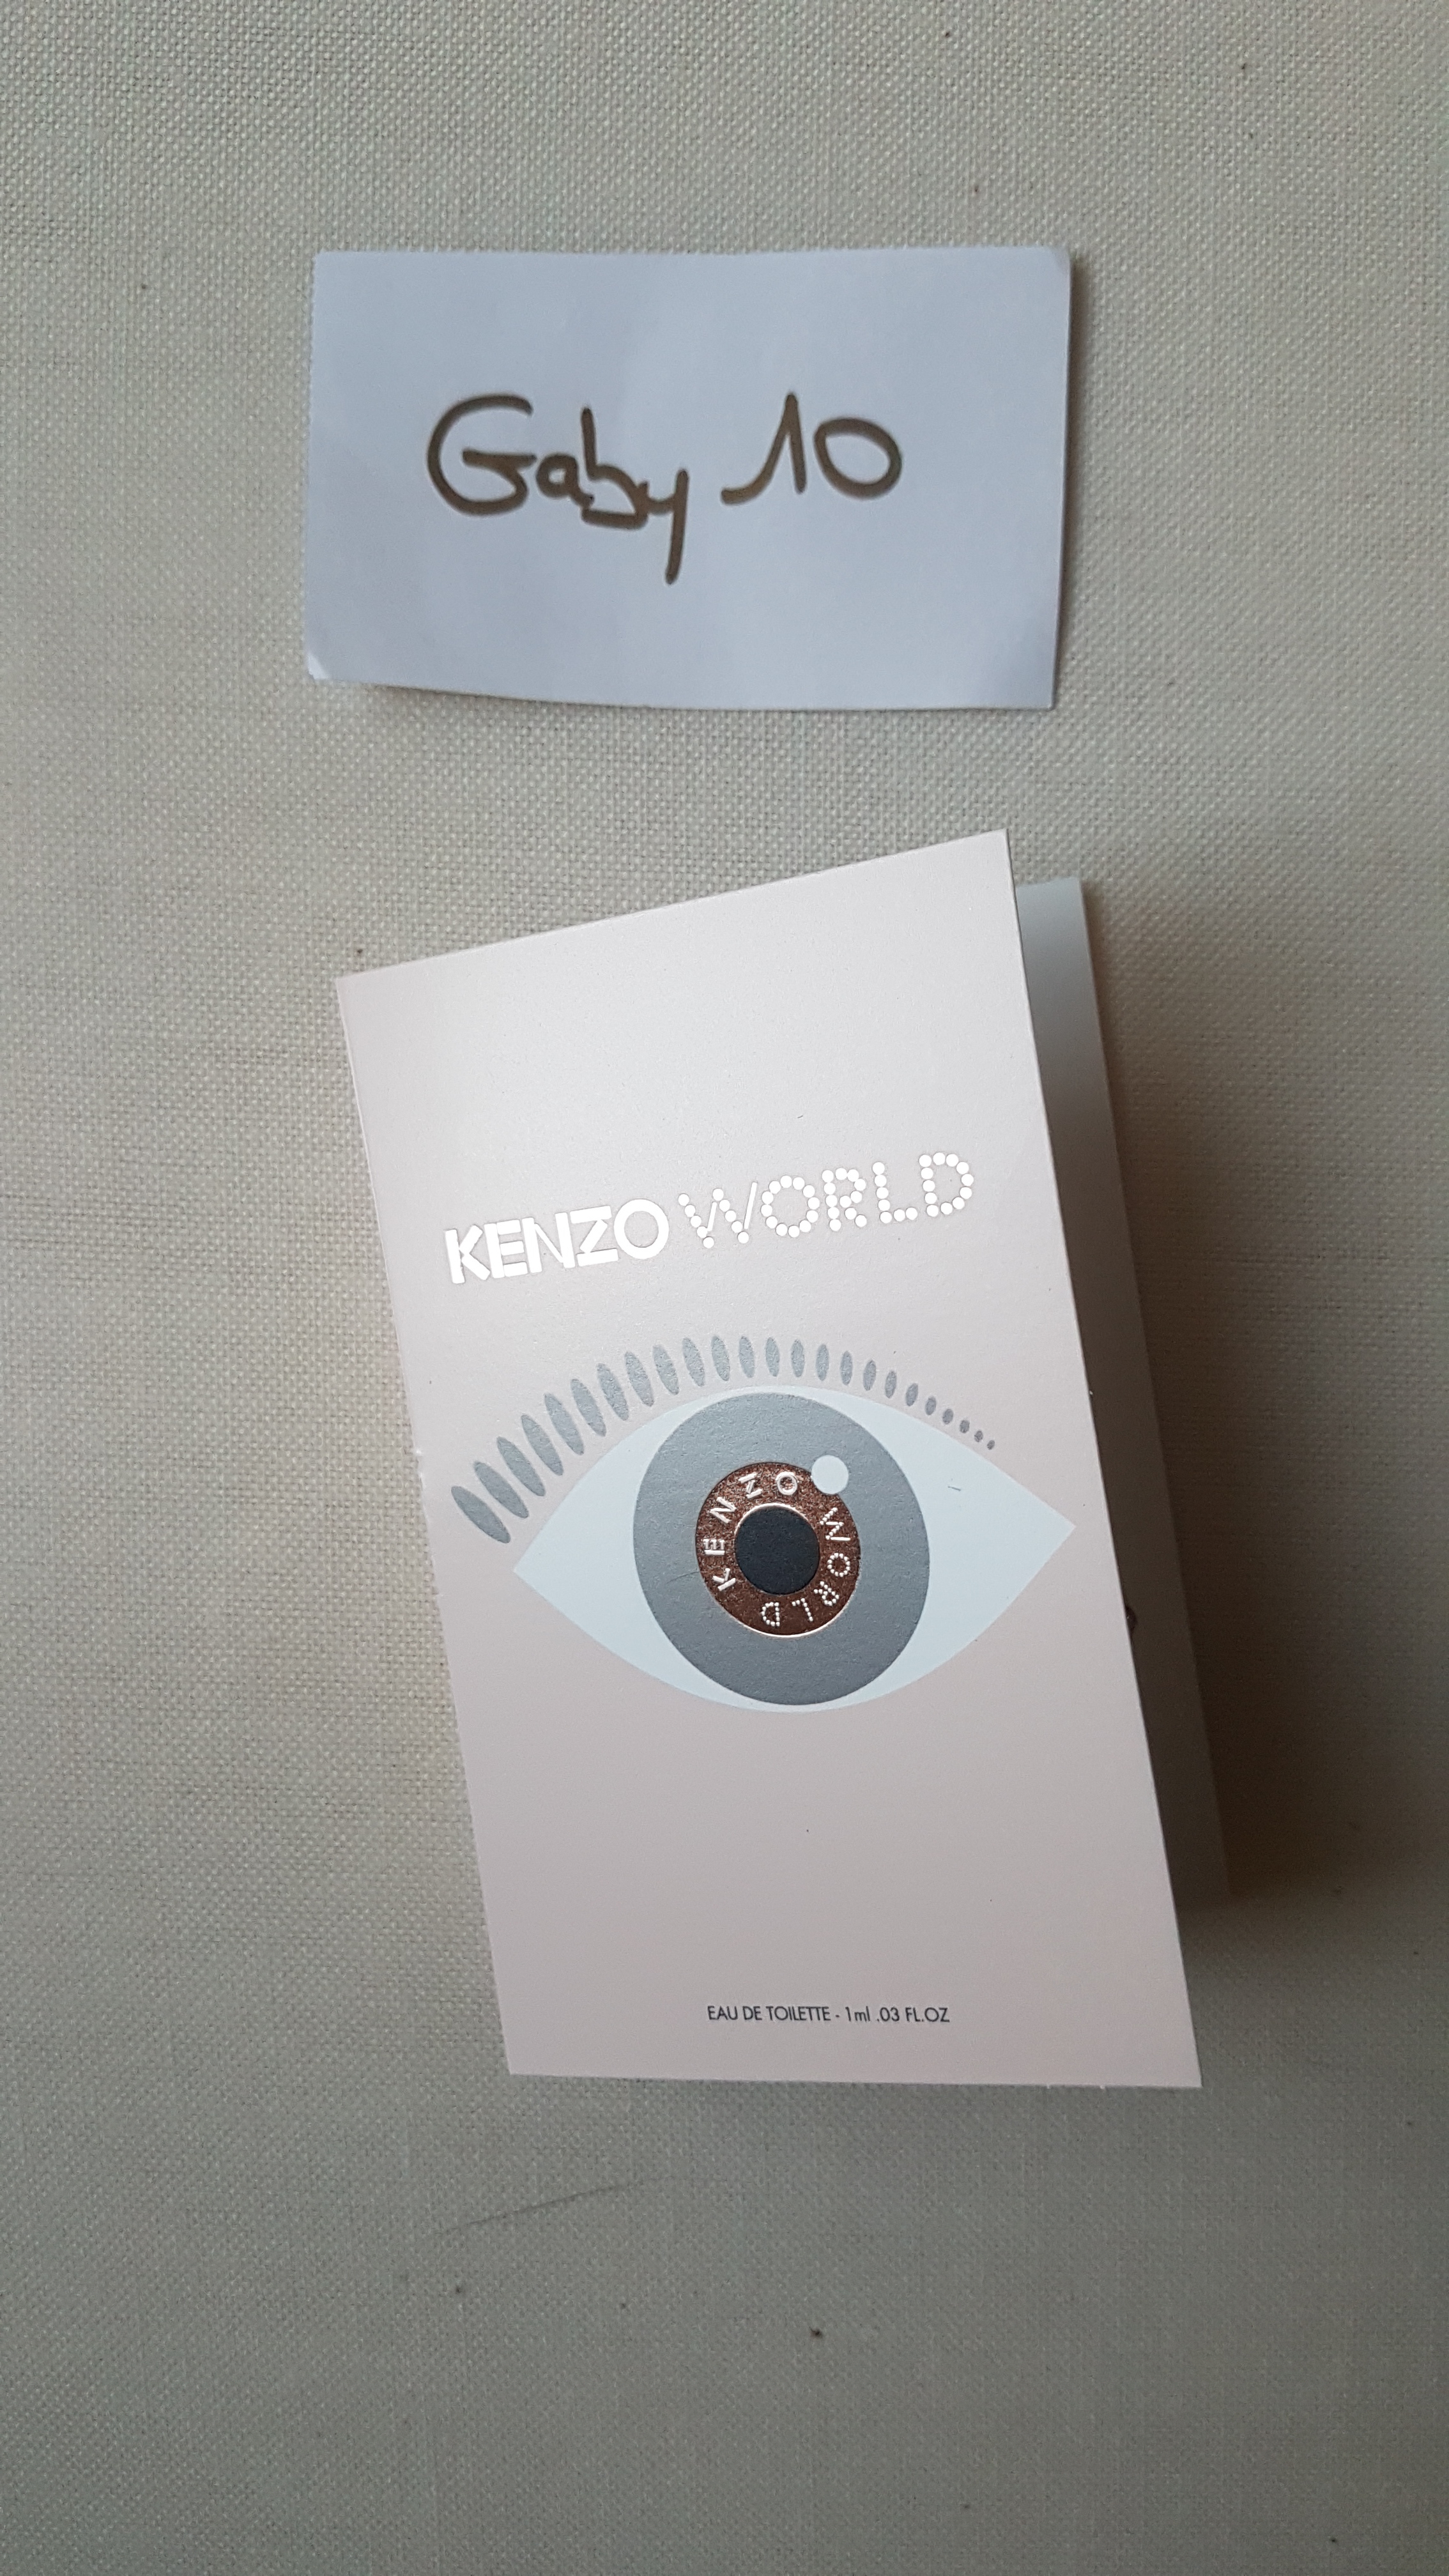 Gaby 10
KENZO WORLD
KENZO WORLD
EAU DE TOILETTE - 1ml .03 FL.OZ